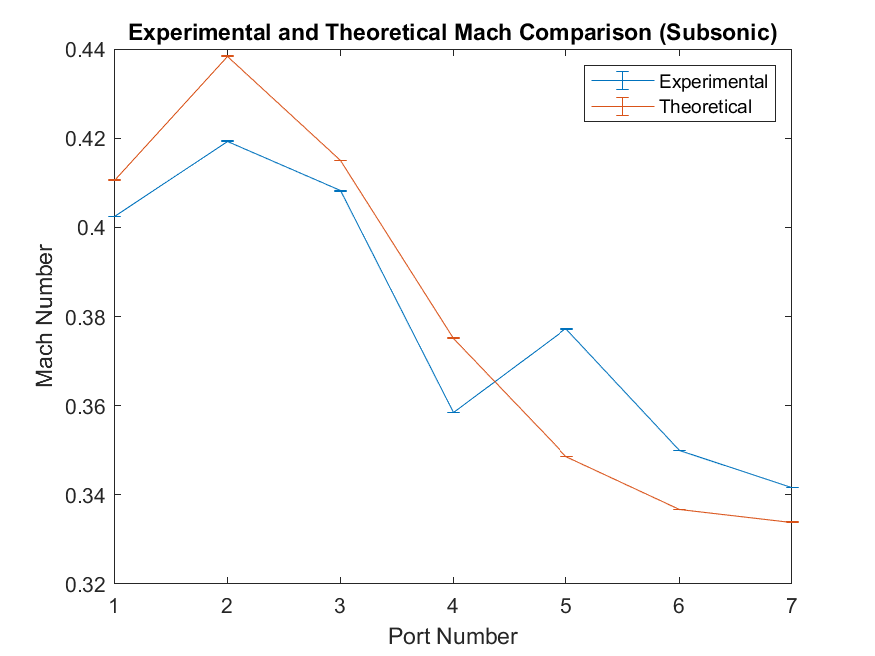 Experimental and Theoretical Mach Comparison (Subsonic)
0.44
0.42
0.4
0.38
0.36
0.34
0.32
Mach Number
Experimental
Theoretical
1 2 3 4 5 6 7
Port Number